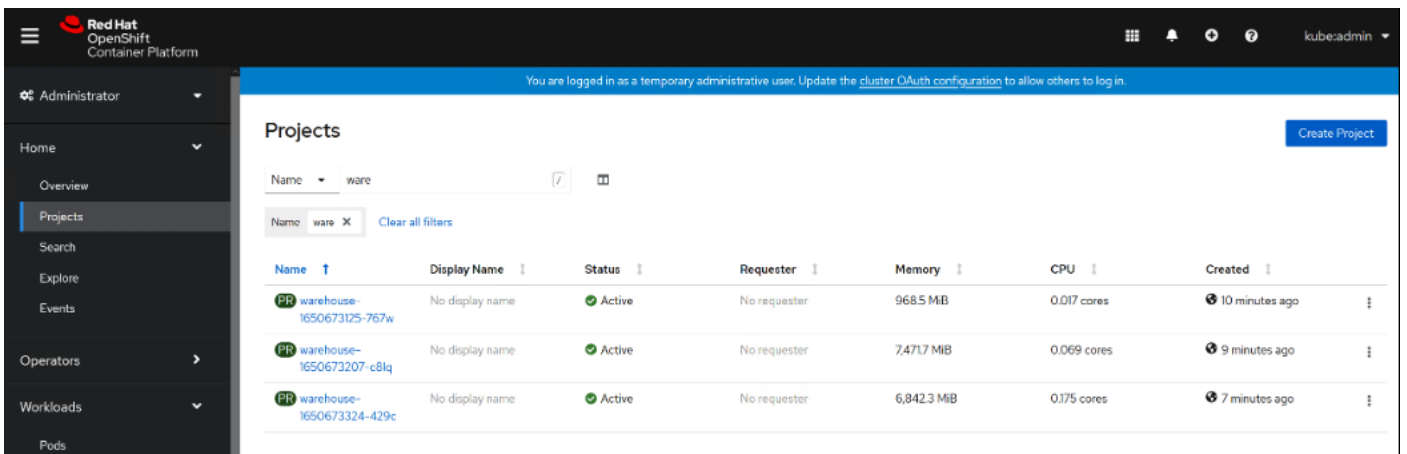 Red Hat
OpenShift
Container Platform
kube:admin
You are logged in as a temporary administrative user. Update the cluster OAuth configuration to allow others to log in.
Administrator
Home
Overview
Projects
Search
Explore
Events
Operators
Workloads
Pods
Projects
Create Project
Name ware /
Name ware Clear all filters
Name Display Name Status Requester Memory CPU Created
PR warehouse-1650673125-767w No display name Active No requester 968.5 MiB 0.017 cores 10 minutes ago
PR warehouse-1650673207-c8lq No display name Active No requester 7,471.7 MiB 0.069 cores 9 minutes ago
PR warehouse-1650673324-429c No display name Active No requester 6,842.3 MiB 0.175 cores 7 minutes ago